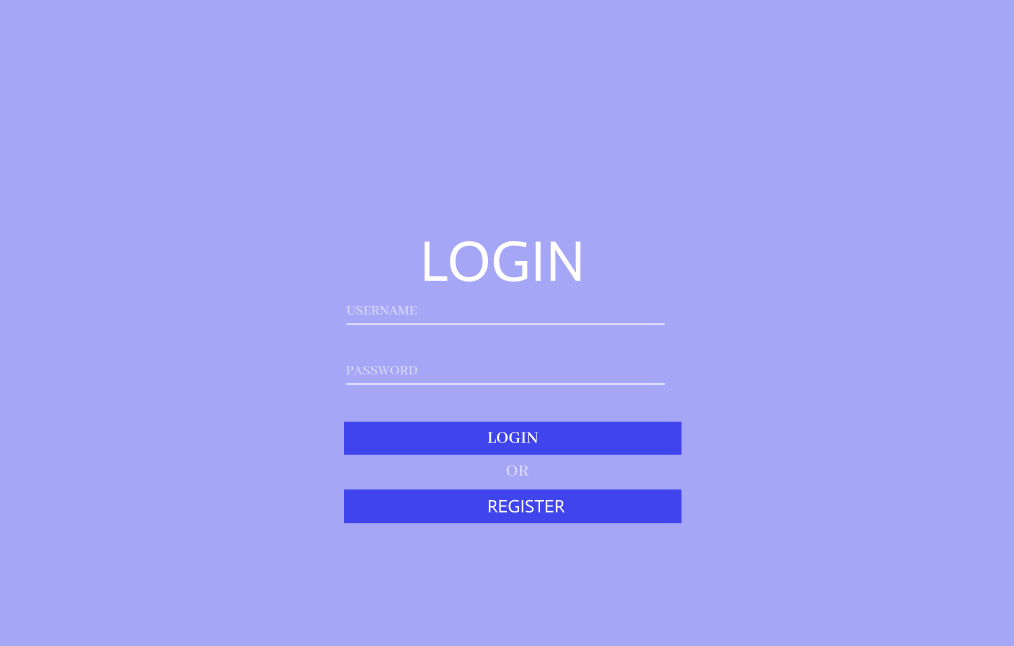 LOGIN
USERNAME
PASSWORD
LOGIN
OR
REGISTER